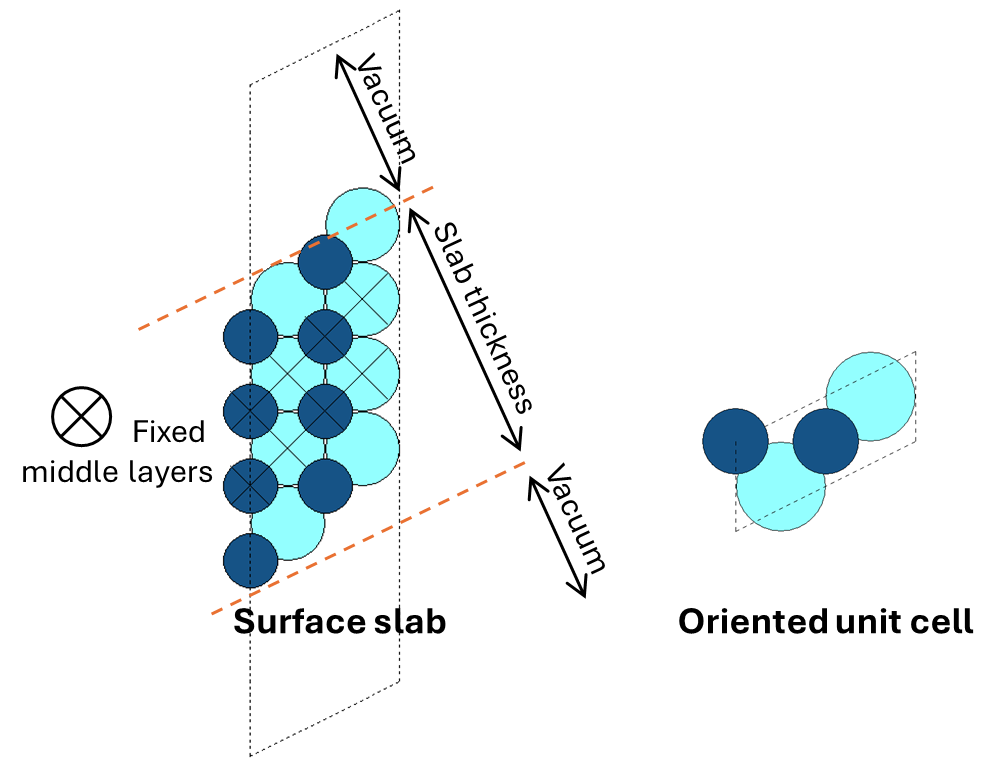 Vacuum
Slab thickness
Fixed
middle layers
Vacuum
Surface slab
Oriented unit cell